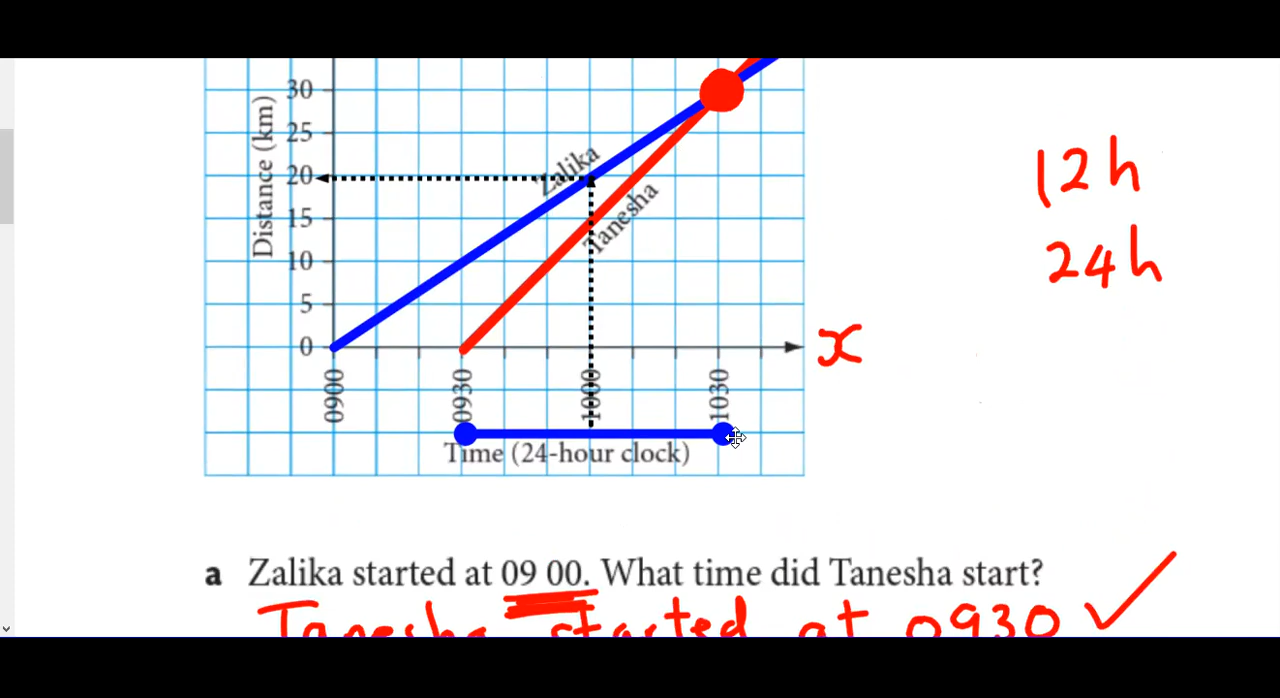 30
25
20
15
10
5
0
Distance (km)
Zalika
Tanesha
12h
24h
x
0900
0930
1000
1030
Time (24-hour clock)
a Zalika started at 09 00. What time did Tanesha start?
Tanesha started at 0930